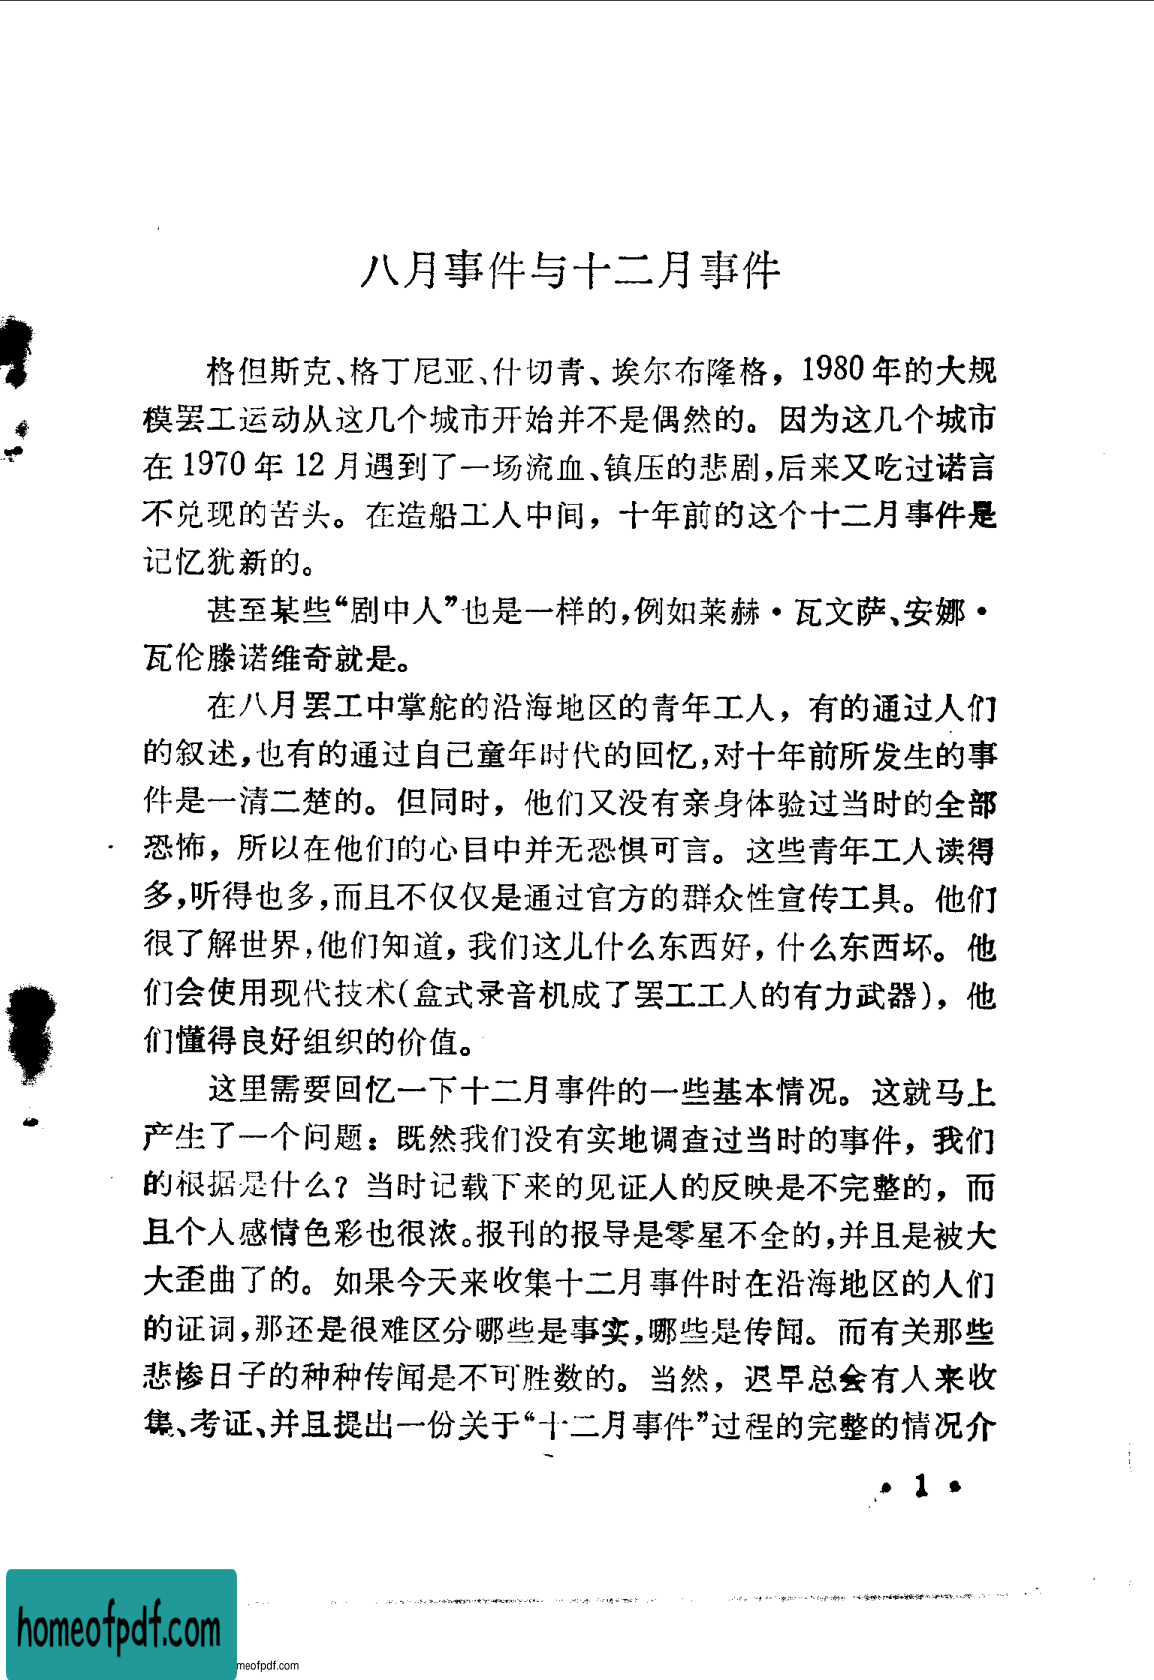 八月事件与十二月事件
格但斯克、格丁尼亚、什切青、埃尔布隆格，1980年的大规
模罢工运动从这几个城市开始并不是偶然的。因为这几个城市
在1970年12月遇到了一场流血、镇压的悲剧，后来又吃过诺言
不兑现的苦头。在造船工人中间，十年前的这个十二月事件是
记忆犹新的。
甚至某些“剧中人”也是一样的，例如莱赫·瓦文萨、安娜·
瓦伦滕诺维奇就是。
在八月罢工中掌舵的沿海地区的青年工人，有的通过人们
的叙述，也有的通过自己童年时代的回忆，对十年前所发生的事
件是一清二楚的。但同时，他们又没有亲身体验过当时的全部
恐怖，所以在他们的心目中并无恐惧可言。这些青年工人读得
多，听得也多，而且不仅仅是通过官方的群众性宣传工具。他们
很了解世界，他们知道，我们这儿什么东西好，什么东西坏。他
们会使用现代技术(盒式录音机成了罢工工人的有力武器)，他
们懂得良好组织的价值。
这里需要回忆一下十二月事件的一些基本情况。这就马上
产生了一个问题：既然我们没有实地调查过当时的事件，我们
的根据是什么？当时记载下来的见证人的反映是不完整的，而
且个人感情色彩也很浓。报刊的报导是零星不全的，并且是被大
大歪曲了的。如果今天来收集十二月事件时在沿海地区的人们
的证词，那还是很难区分哪些是事实，哪些是传闻。而有关那些
悲惨日子的种种传闻是不可胜数的。当然，迟早总会有人来收
集、考证、并且提出一份关于“十二月事件”过程的完整的情况介
• 1 •
homeofpdf.com
meofpdf.com